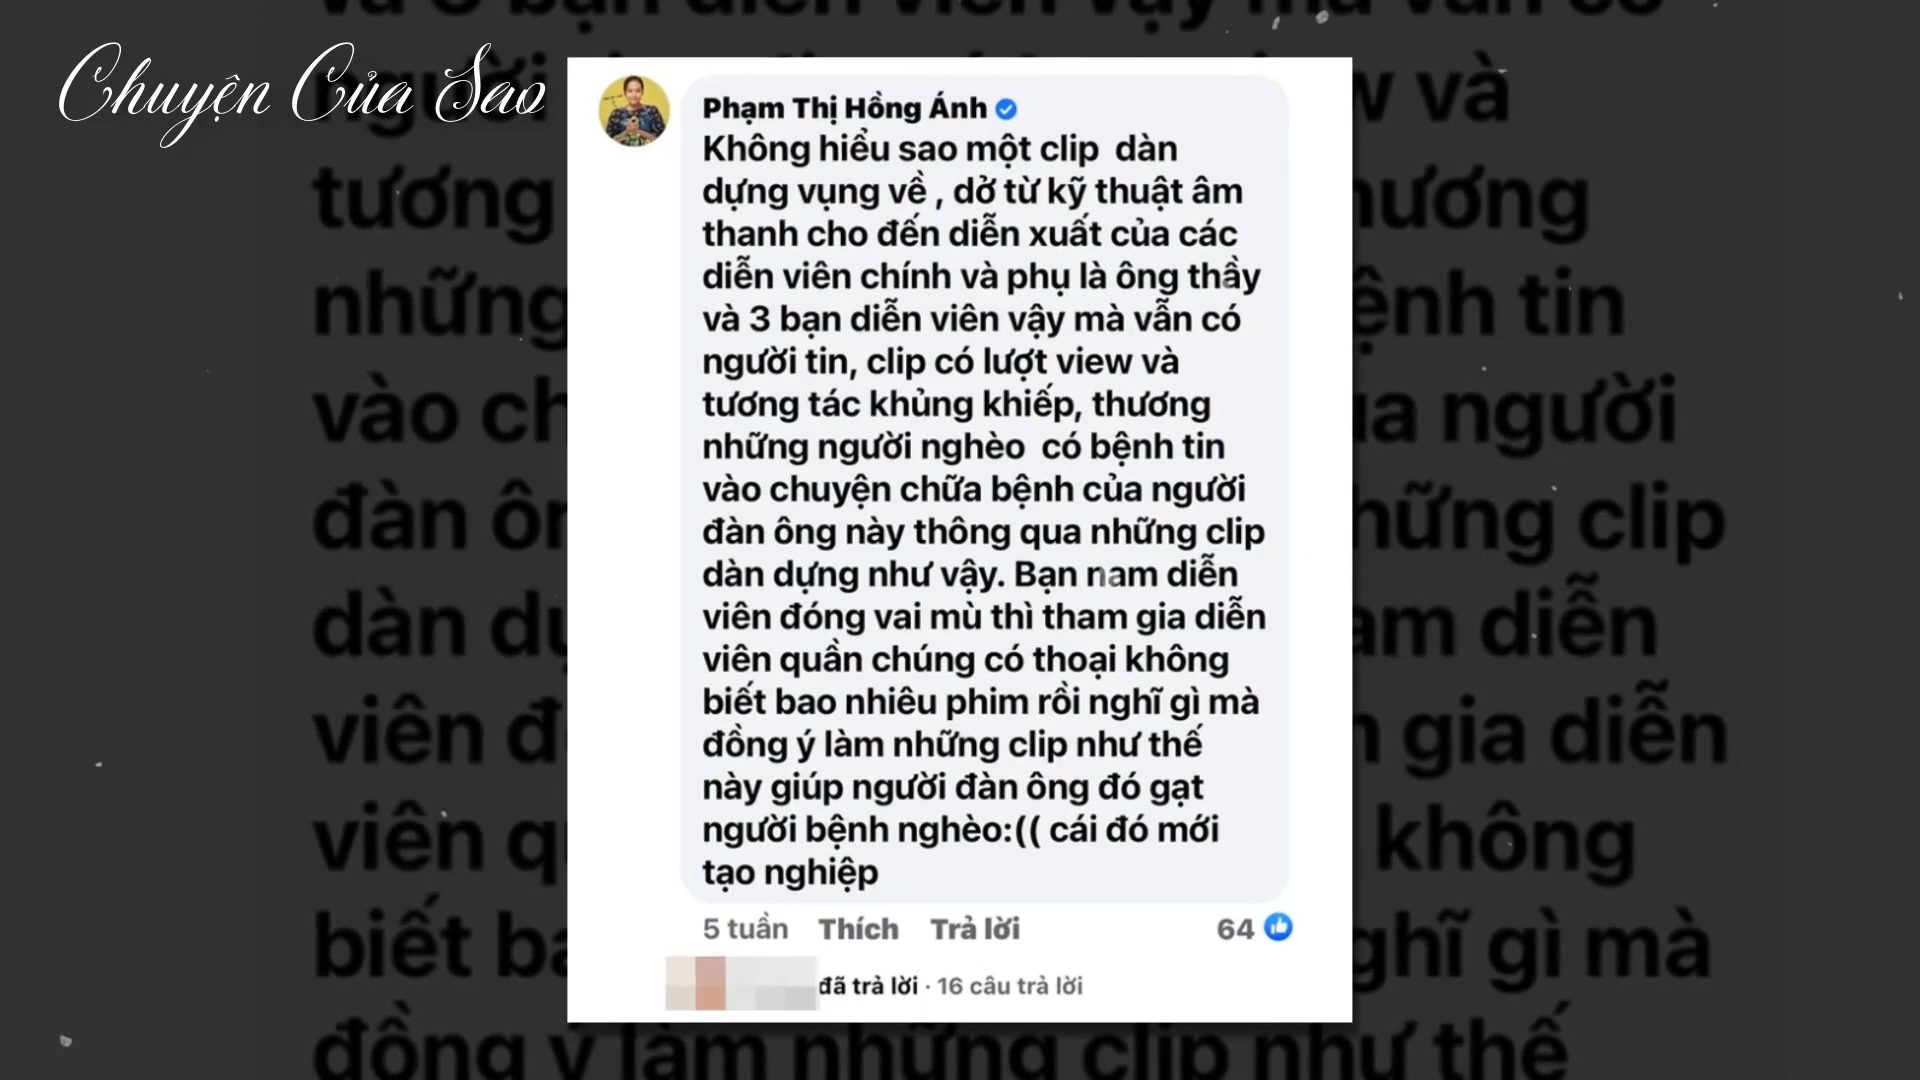 Chuyện Của Sao
Phạm Thị Hồng Ánh
Không hiểu sao một clip dàn
dựng vụng về , dở từ kỹ thuật âm
thanh cho đến diễn xuất của các
diễn viên chính và phụ là ông thầy
và 3 bạn diễn viên vậy mà vẫn có
người tin, clip có lượt view và
tương tác khủng khiếp, thương
những người nghèo có bệnh tin
vào chuyện chữa bệnh của người
đàn ông này thông qua những clip
dàn dựng như vậy. Bạn nam diễn
viên đóng vai mù thì tham gia diễn
viên quần chúng có thoại không
biết bao nhiêu phim rồi nghĩ gì mà
đồng ý làm những clip như thế
này giúp người đàn ông đó gạt
người bệnh nghèo:(( cái đó mới
tạo nghiệp
5 tuần Thích Trả lời 64
đã trả lời · 16 câu trả lời